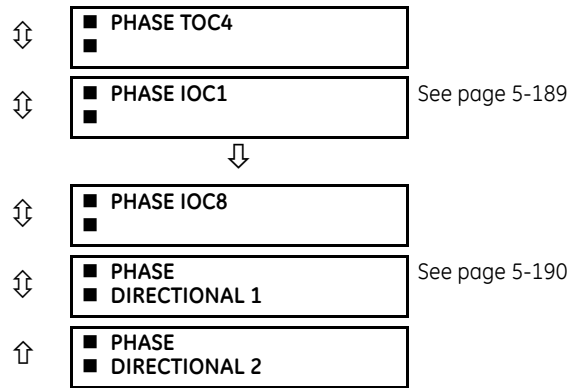 ■ PHASE TOC4
■
■ PHASE IOC1 See page 5-189
■
■ PHASE IOC8
■
■ PHASE See page 5-190
■ DIRECTIONAL 1
■ PHASE
■ DIRECTIONAL 2